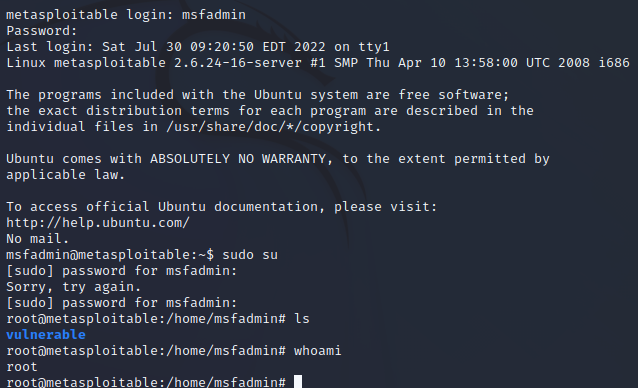 metasploitable login: msfadmin
Password:
Last login: Sat Jul 30 09:20:50 EDT 2022 on tty1
Linux metasploitable 2.6.24-16-server #1 SMP Thu Apr 10 13:58:00 UTC 2008 i686
The programs included with the Ubuntu system are free software;
the exact distribution terms for each program are described in the
individual files in /usr/share/doc/*/copyright.
Ubuntu comes with ABSOLUTELY NO WARRANTY, to the extent permitted by
applicable law.
To access official Ubuntu documentation, please visit:
http://help.ubuntu.com/
No mail.
msfadmin@metasploitable:~$ sudo su
[sudo] password for msfadmin:
Sorry, try again.
[sudo] password for msfadmin:
root@metasploitable:/home/msfadmin# ls
vulnerable
root@metasploitable:/home/msfadmin# whoami
root
root@metasploitable:/home/msfadmin#